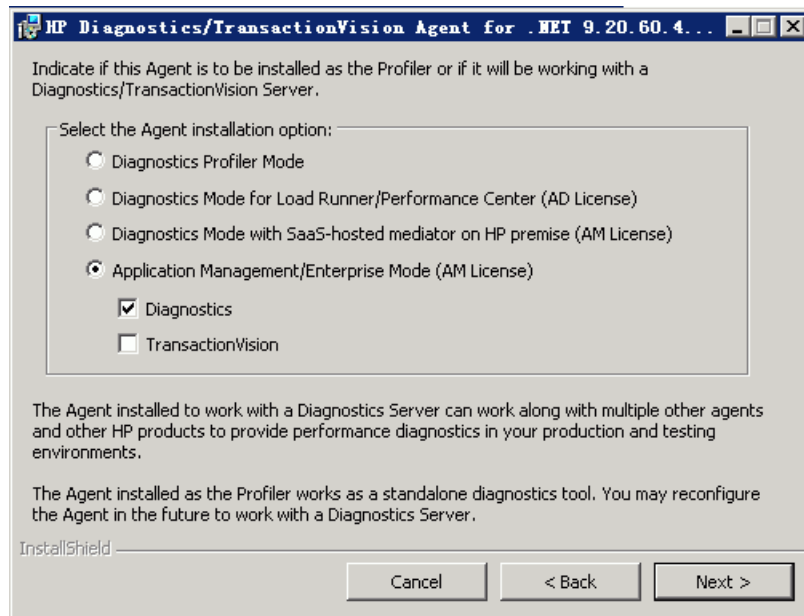 HP Diagnostics/TransactionVision Agent for .NET 9.20.60.4...
Indicate if this Agent is to be installed as the Profiler or if it will be working with a
Diagnostics/TransactionVision Server.
Select the Agent installation option:
Diagnostics Profiler Mode
Diagnostics Mode for Load Runner/Performance Center (AD License)
Diagnostics Mode with SaaS-hosted mediator on HP premise (AM License)
Application Management/Enterprise Mode (AM License)
Diagnostics
TransactionVision
The Agent installed to work with a Diagnostics Server can work along with multiple other agents
and other HP products to provide performance diagnostics in your production and testing
environments.
The Agent installed as the Profiler works as a standalone diagnostics tool. You may reconfigure
the Agent in the future to work with a Diagnostics Server.
InstallShield
Cancel
< Back
Next >